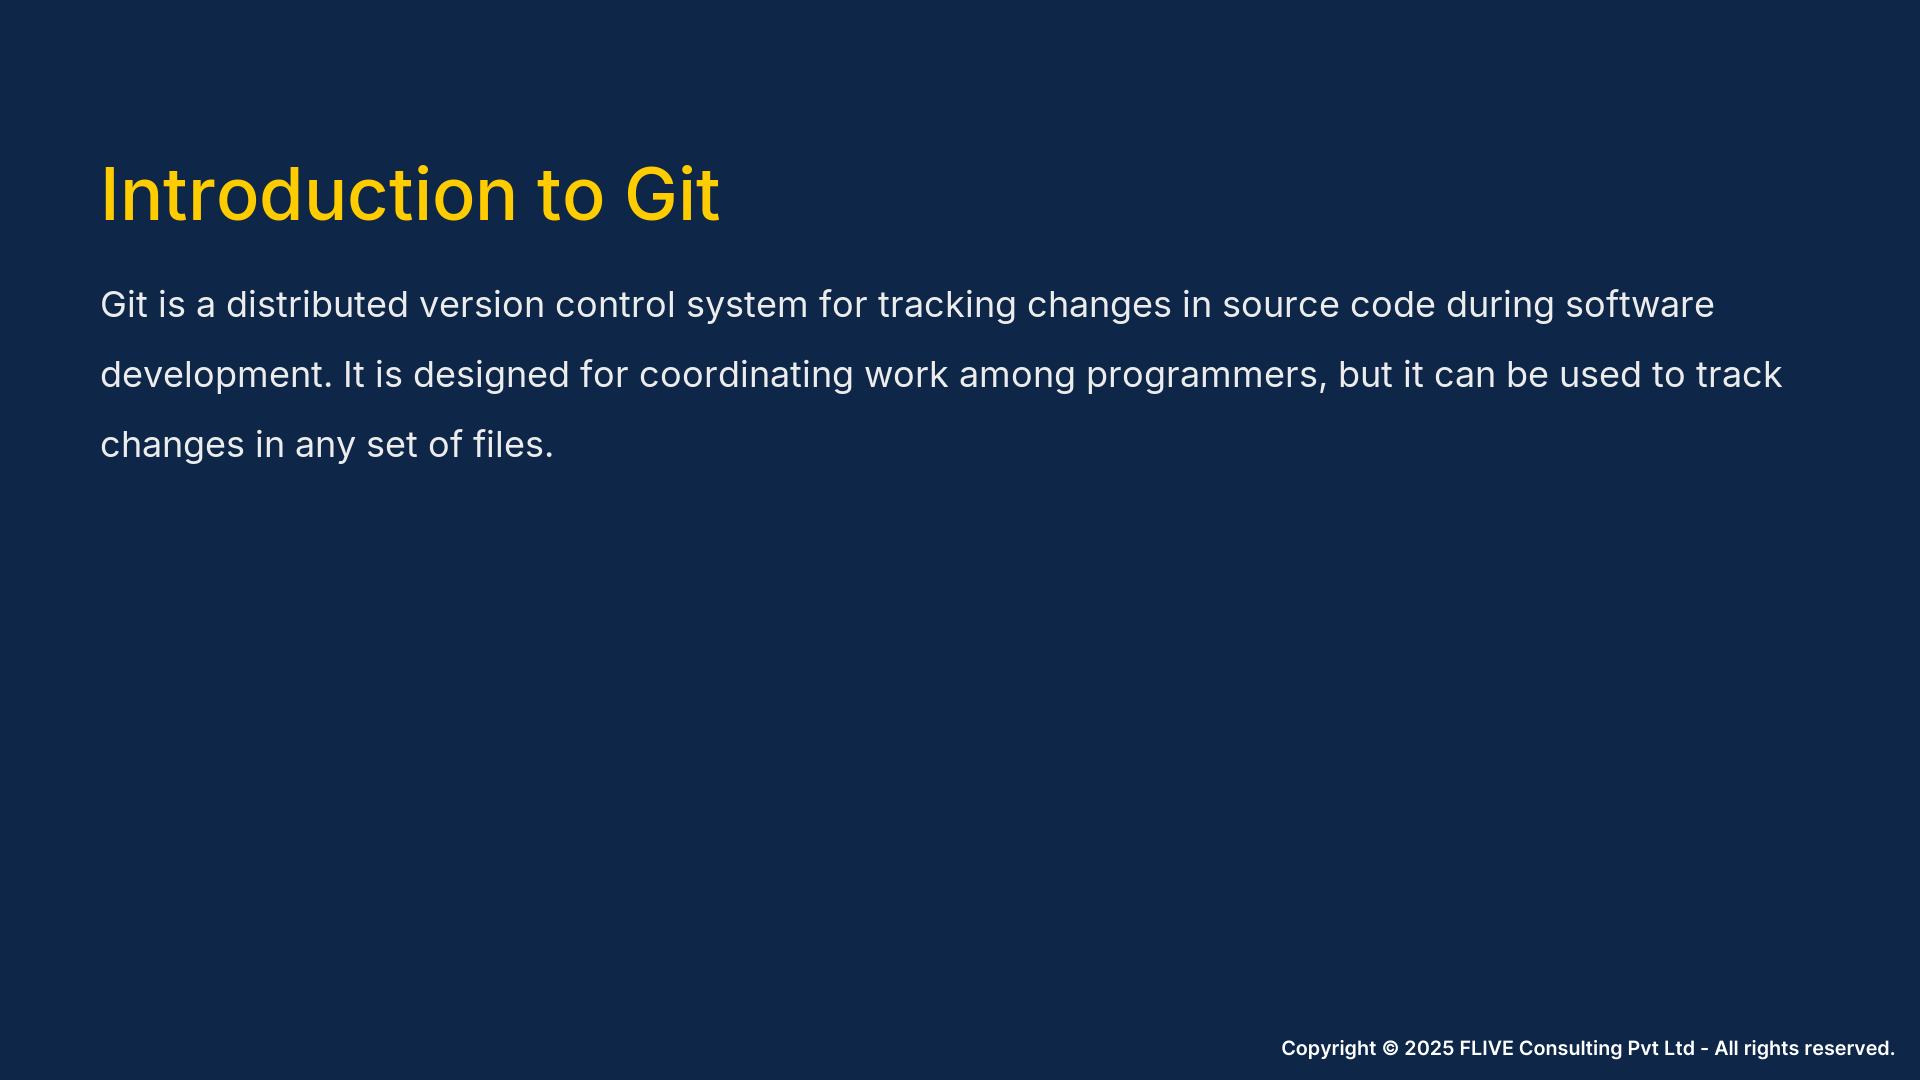 Introduction to Git
Git is a distributed version control system for tracking changes in source code during software
development. It is designed for coordinating work among programmers, but it can be used to track
changes in any set of files.
Copyright © 2025 FLIVE Consulting Pvt Ltd - All rights reserved.